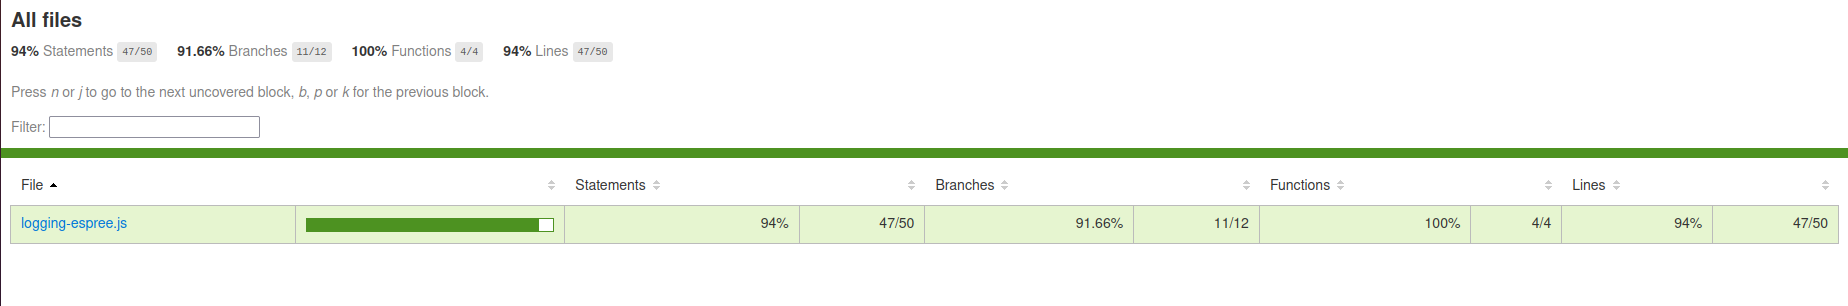 All files
94% Statements 47/50 91.66% Branches 11/12 100% Functions 4/4 94% Lines 47/50
Press n or j to go to the next uncovered block, b, p or k for the previous block.
Filter:
File Statements Branches Functions Lines
logging-espree.js 94% 47/50 91.66% 11/12 100% 4/4 94% 47/50